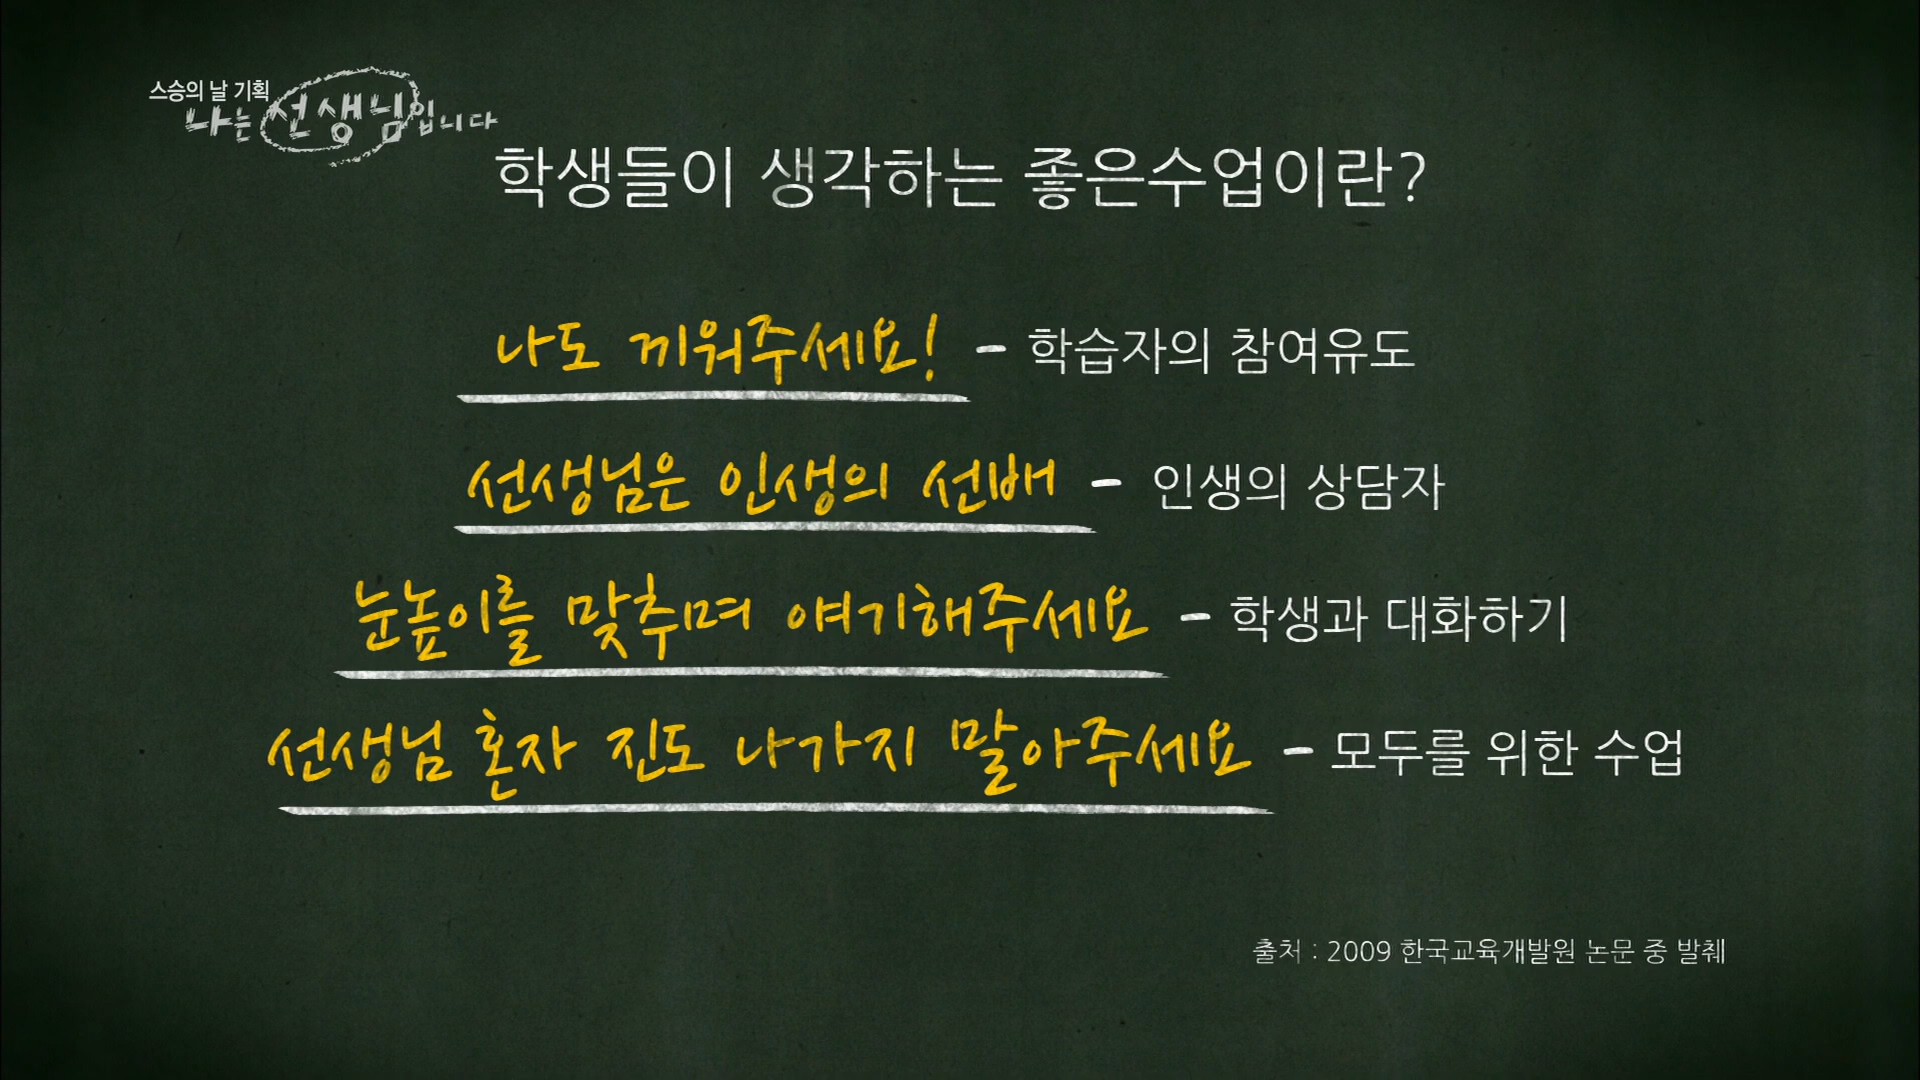 스승의 날 기획
나는 선생님입니다
학생들이 생각하는 좋은수업이란?
나도 끼워주세요! - 학습자의 참여유도
선생님은 인생의 선배 - 인생의 상담자
눈높이를 맞추며 얘기해주세요 - 학생과 대화하기
선생님 혼자 진도 나가지 말아주세요 - 모두를 위한 수업
출처 : 2009 한국교육개발원 논문 중 발췌